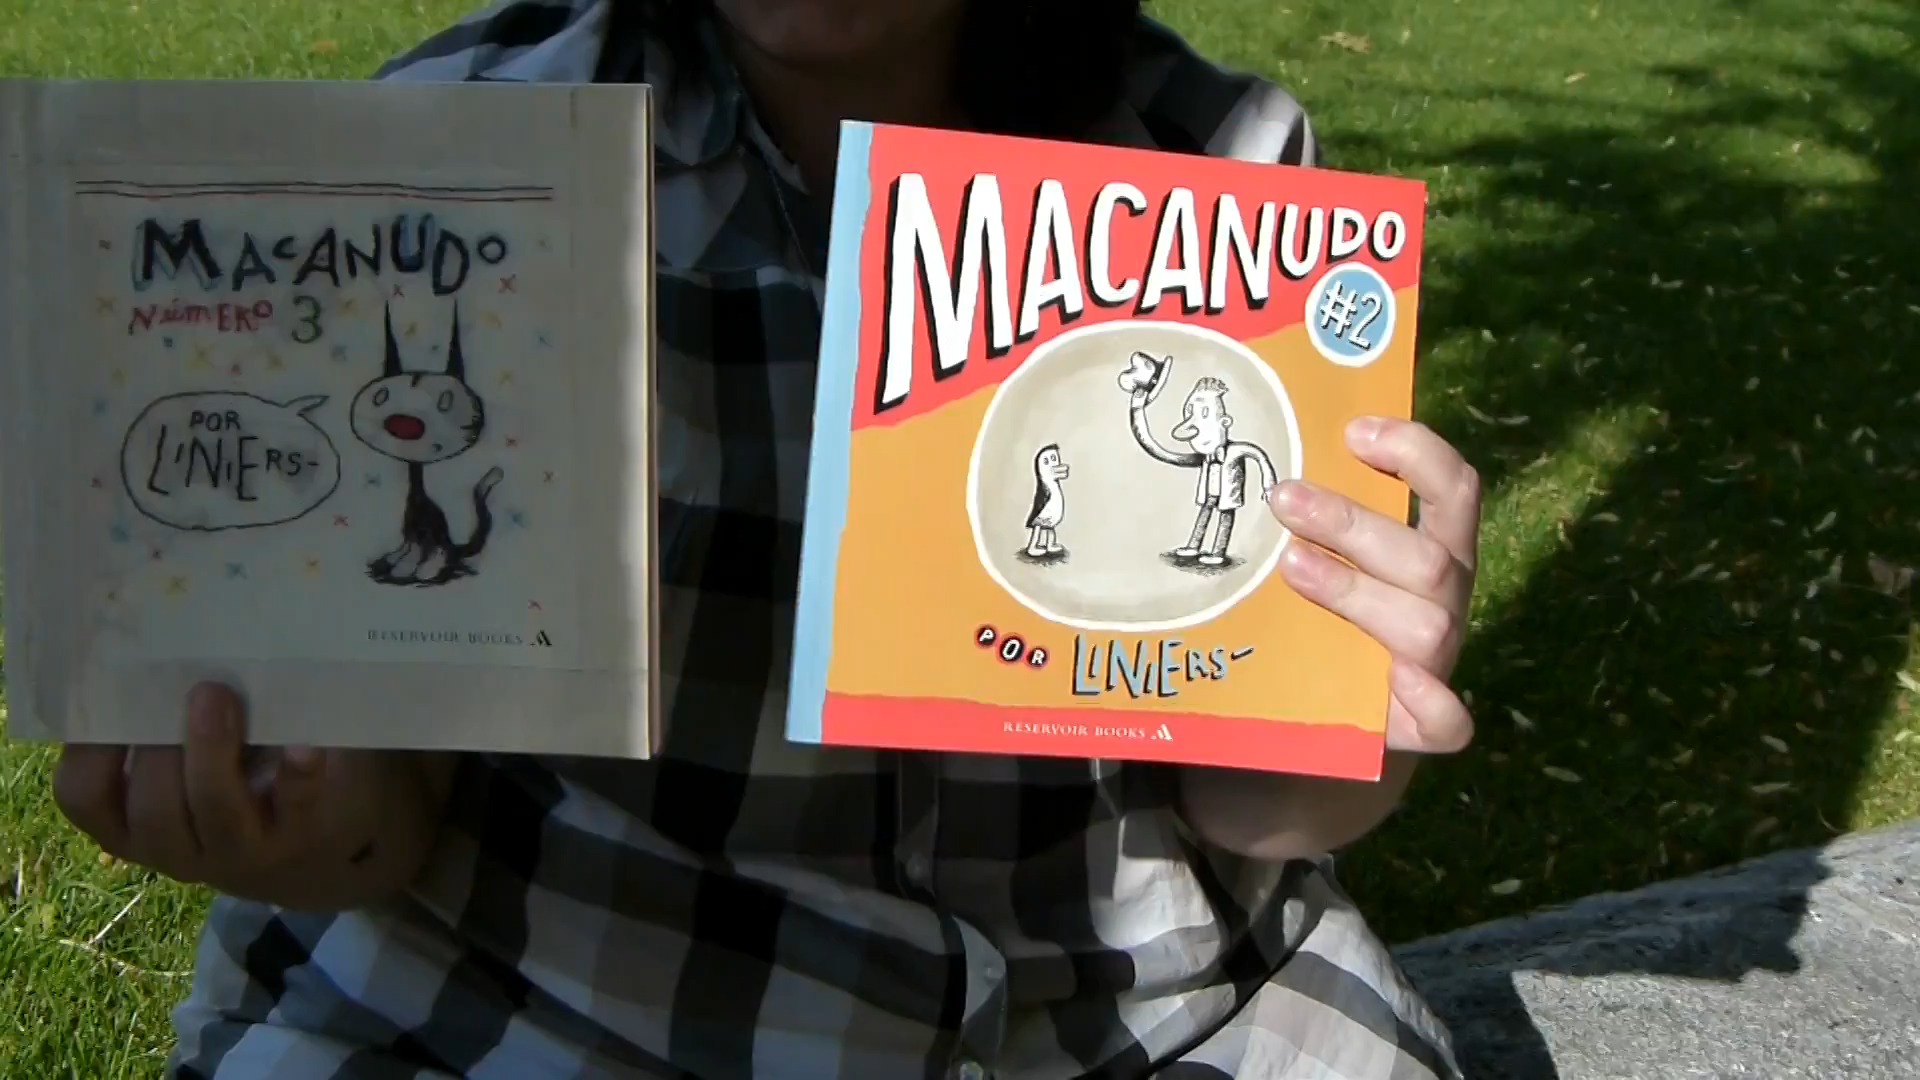 MACANUDO
NúmERo 3
POR
LiNiERS-
RESERVOIR BOOKS
MACANUDO
#2
POR LiNiERS-
RESERVOIR BOOKS